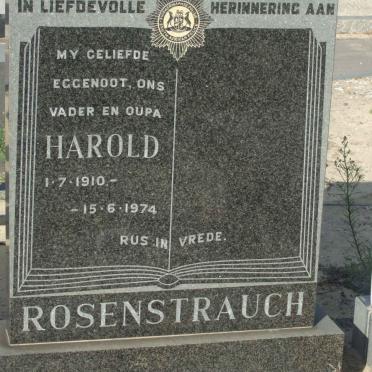 IN LIEFDEVOLLE HERINNERING AAN
MY GELIEFDE
EGGENOOT, ONS
VADER EN OUPA
HAROLD
1·7·1910.-
-15·6·1974
RUS IN VREDE.
ROSENSTRAUCH